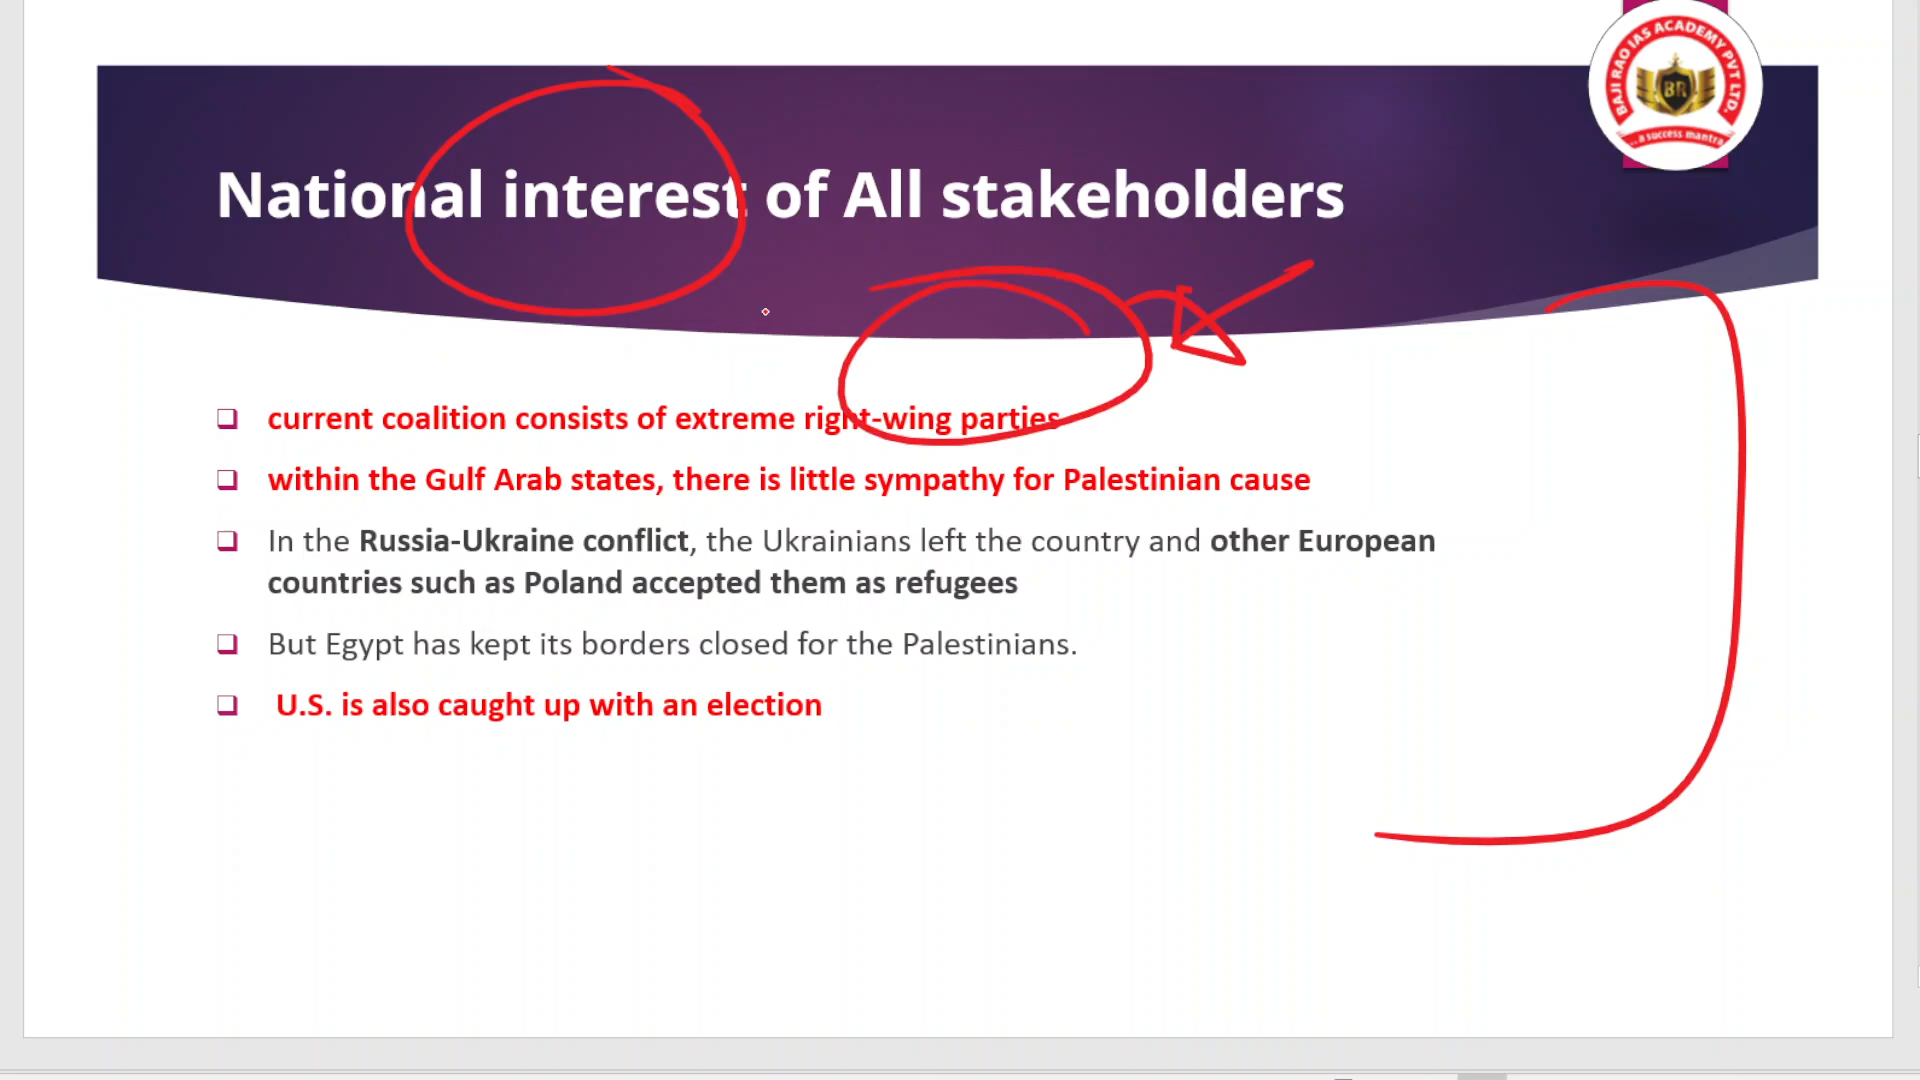 BAJI RAO IAS ACADEMY PVT LTD.
BR
...a success mantra
National interest of All stakeholders
❑ current coalition consists of extreme right-wing parties
❑ within the Gulf Arab states, there is little sympathy for Palestinian cause
❑ In the Russia-Ukraine conflict, the Ukrainians left the country and other European
countries such as Poland accepted them as refugees
❑ But Egypt has kept its borders closed for the Palestinians.
❑ U.S. is also caught up with an election